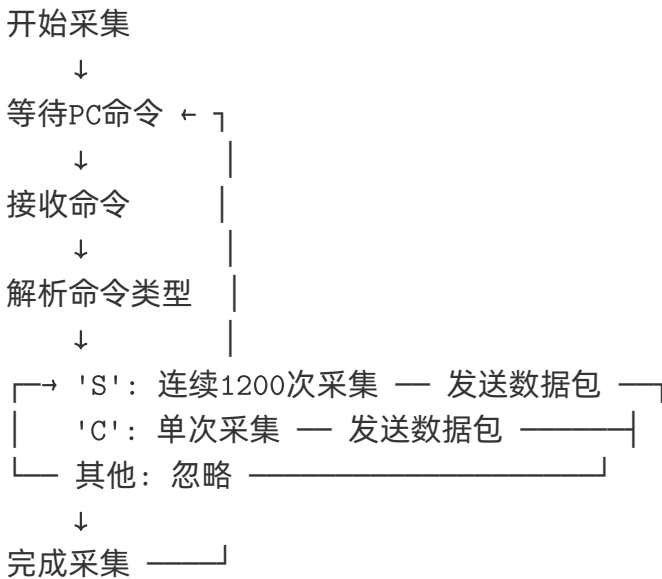 开始采集
↓
等待PC命令 ← ┐
↓ │
接收命令 │
↓ │
解析命令类型 │
↓ │
┌─→ 'S': 连续1200次采集 ── 发送数据包 ──┐
│ 'C': 单次采集 ── 发送数据包 ──────┤
└── 其他: 忽略 ────────────────────┘
↓
完成采集 ────┘